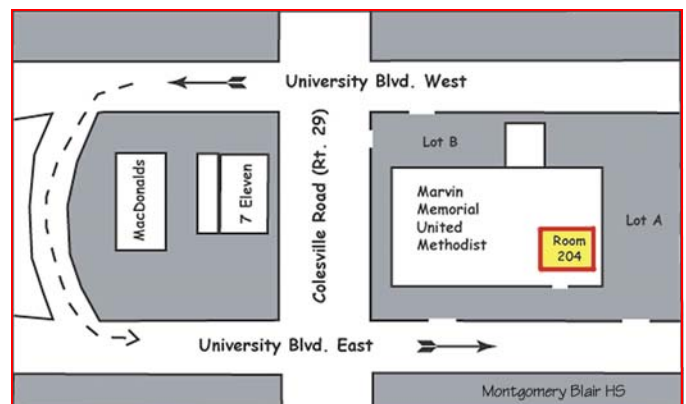 University Blvd. West
MacDonalds
7 Eleven
Colesville Road (Rt. 29)
Lot B
Marvin
Memorial
United
Methodist
Room
204
Lot A
University Blvd. East
Montgomery Blair HS